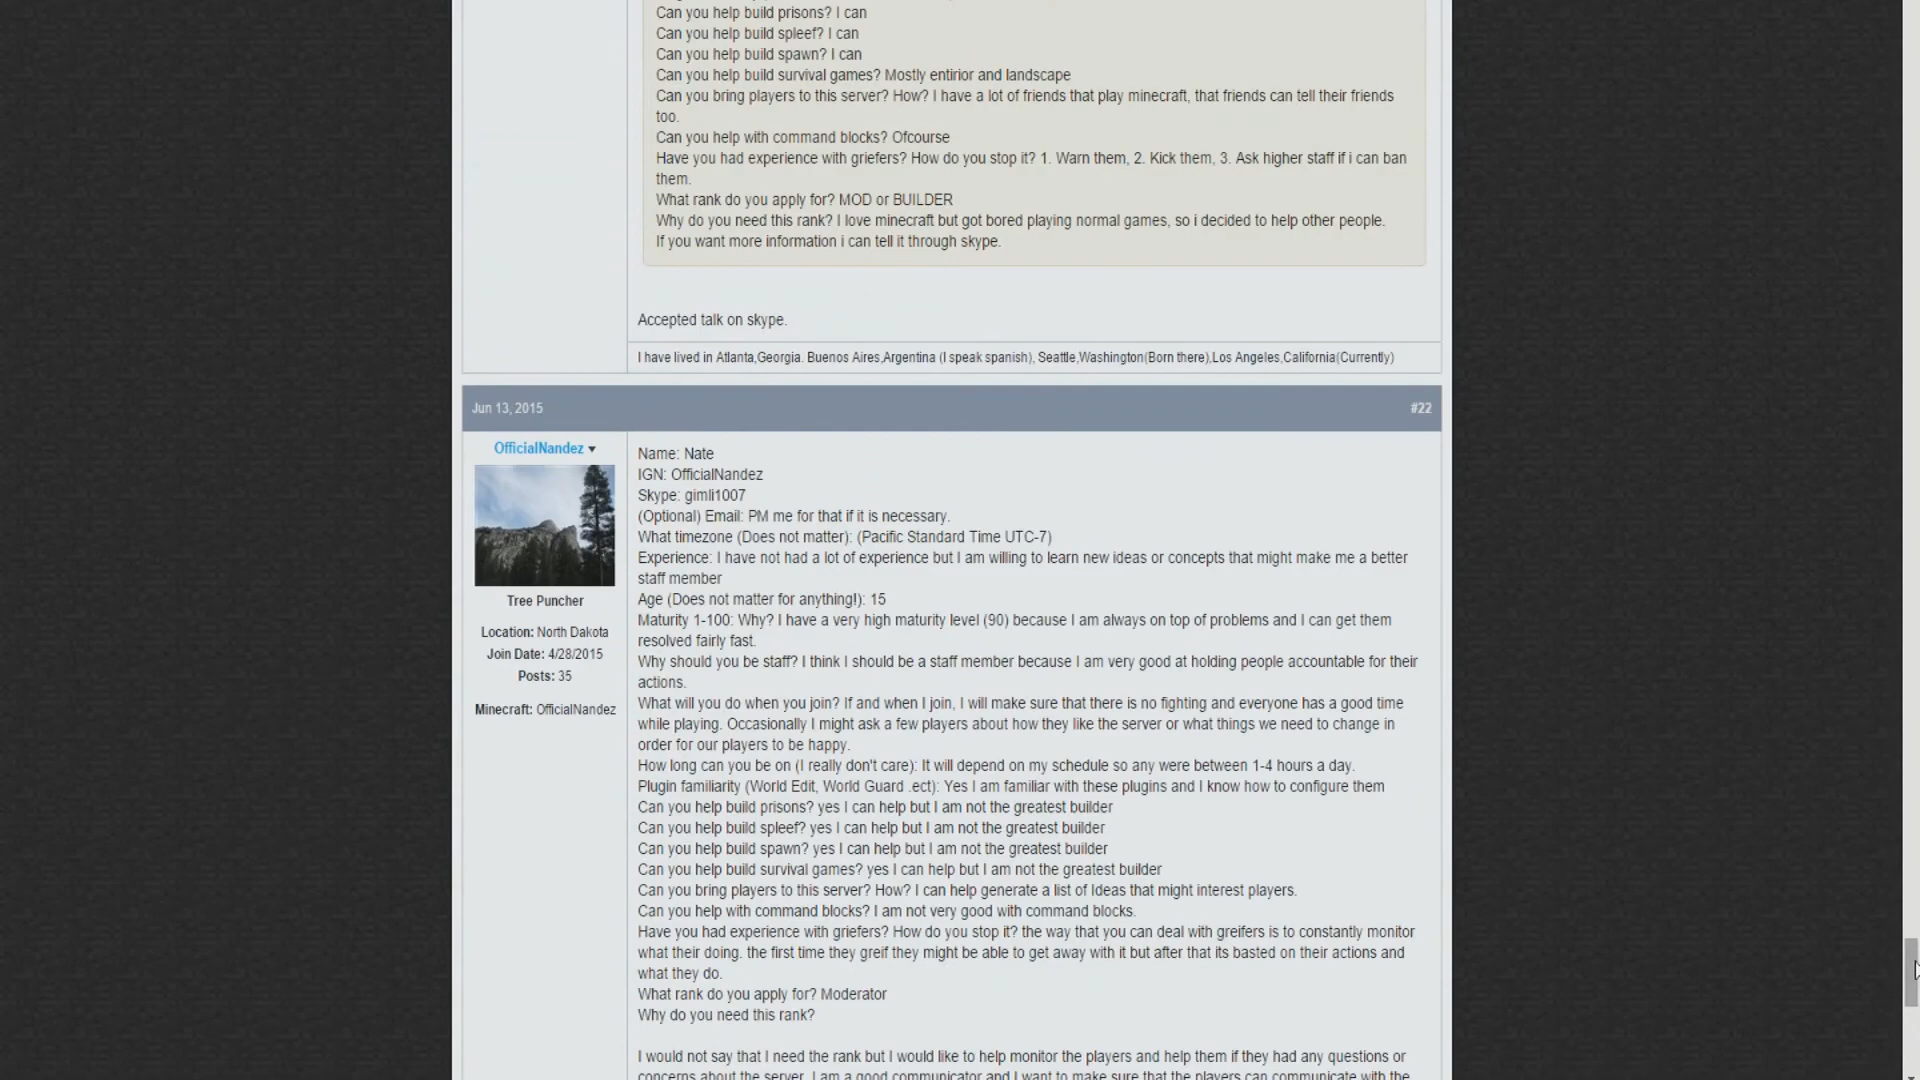 Can you help build prisons? I can
Can you help build spleef? I can
Can you help build spawn? I can
Can you help build survival games? Mostly entirior and landscape
Can you bring players to this server? How? I have a lot of friends that play minecraft, that friends can tell their friends
too.
Can you help with command blocks? Ofcourse
Have you had experience with griefers? How do you stop it? 1. Warn them, 2. Kick them, 3. Ask higher staff if i can ban
them.
What rank do you apply for? MOD or BUILDER
Why do you need this rank? I love minecraft but got bored playing normal games, so i decided to help other people.
If you want more information i can tell it through skype.
Accepted talk on skype.
I have lived in Atlanta,Georgia. Buenos Aires,Argentina (I speak spanish), Seattle,Washington(Born there),Los Angeles,California(Currently)
Jun 13, 2015
#22
OfficialNandez
Tree Puncher
Location: North Dakota
Join Date: 4/28/2015
Posts: 35
Minecraft: OfficialNandez
Name: Nate
IGN: OfficialNandez
Skype: gimli1007
(Optional) Email: PM me for that if it is necessary.
What timezone (Does not matter): (Pacific Standard Time UTC-7)
Experience: I have not had a lot of experience but I am willing to learn new ideas or concepts that might make me a better
staff member
Age (Does not matter for anything!): 15
Maturity 1-100: Why? I have a very high maturity level (90) because I am always on top of problems and I can get them
resolved fairly fast.
Why should you be staff? I think I should be a staff member because I am very good at holding people accountable for their
actions.
What will you do when you join? If and when I join, I will make sure that there is no fighting and everyone has a good time
while playing. Occasionally I might ask a few players about how they like the server or what things we need to change in
order for our players to be happy.
How long can you be on (I really don't care): It will depend on my schedule so any were between 1-4 hours a day.
Plugin familiarity (World Edit, World Guard .ect): Yes I am familiar with these plugins and I know how to configure them
Can you help build prisons? yes I can help but I am not the greatest builder
Can you help build spleef? yes I can help but I am not the greatest builder
Can you help build spawn? yes I can help but I am not the greatest builder
Can you help build survival games? yes I can help but I am not the greatest builder
Can you bring players to this server? How? I can help generate a list of Ideas that might interest players.
Can you help with command blocks? I am not very good with command blocks.
Have you had experience with griefers? How do you stop it? the way that you can deal with greifers is to constantly monitor
what their doing. the first time they greif they might be able to get away with it but after that its basted on their actions and
what they do.
What rank do you apply for? Moderator
Why do you need this rank?
I would not say that I need the rank but I would like to help monitor the players and help them if they had any questions or
concerns about the server. I am a good communicator and I want to make sure that the players can communicate with the